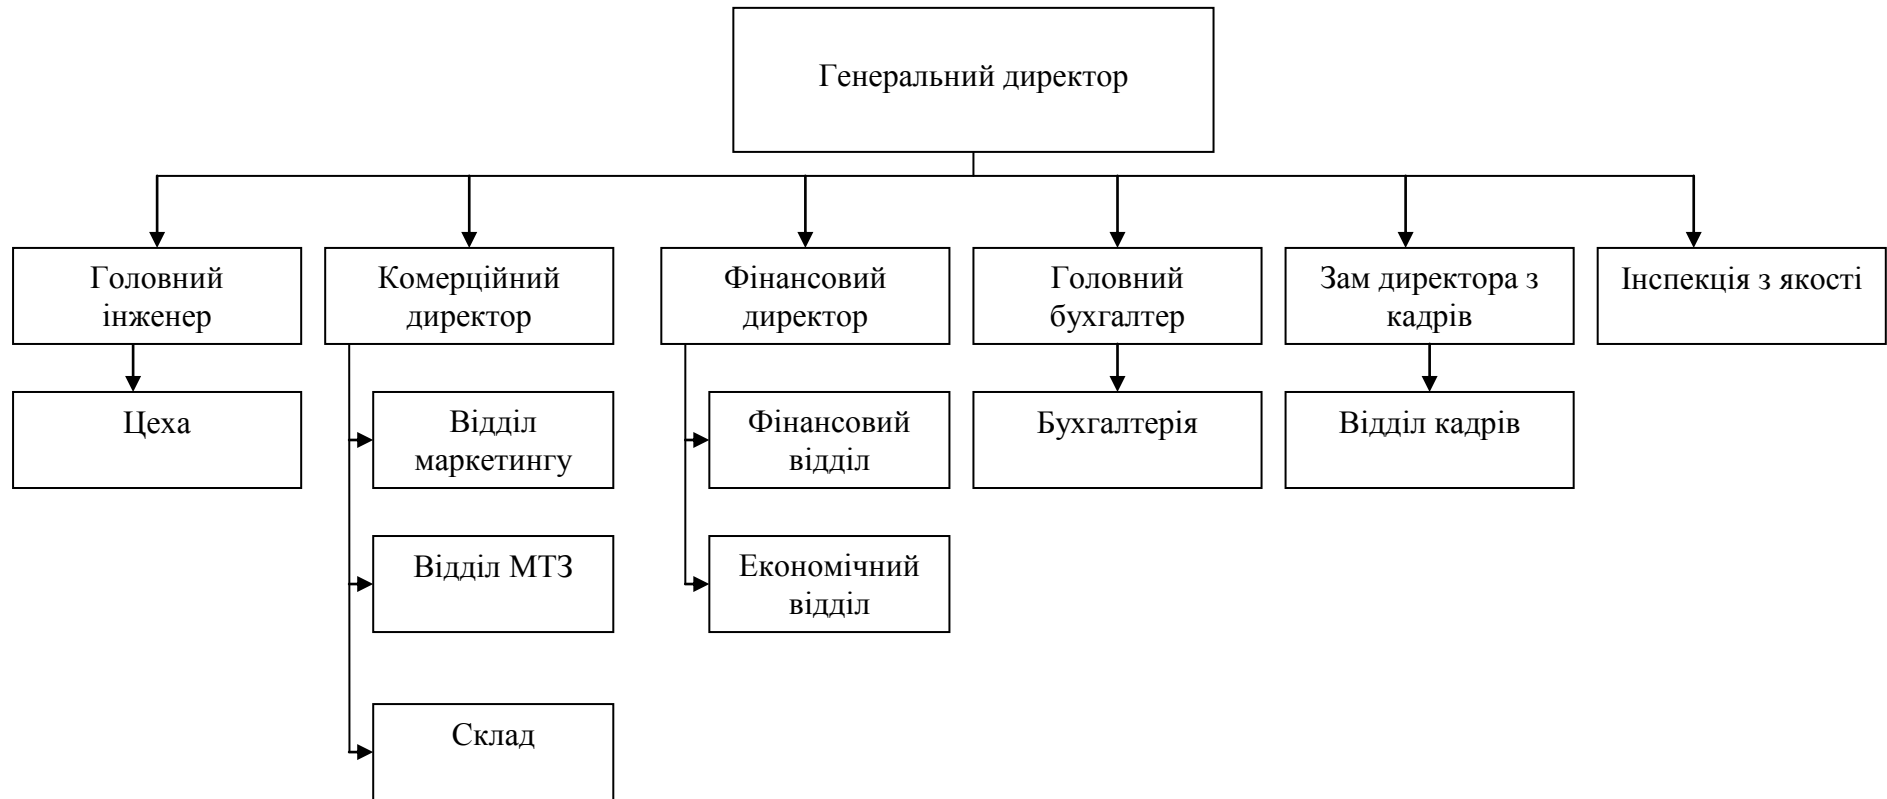 Генеральний директор
Головний
інженер
Комерційний
директор
Фінансовий
директор
Головний
бухгалтер
Зам директора з
кадрів
Інспекція з якості
Цеха
Відділ
маркетингу
Фінансовий
відділ
Бухгалтерія
Відділ кадрів
Відділ МТЗ
Економічний
відділ
Склад